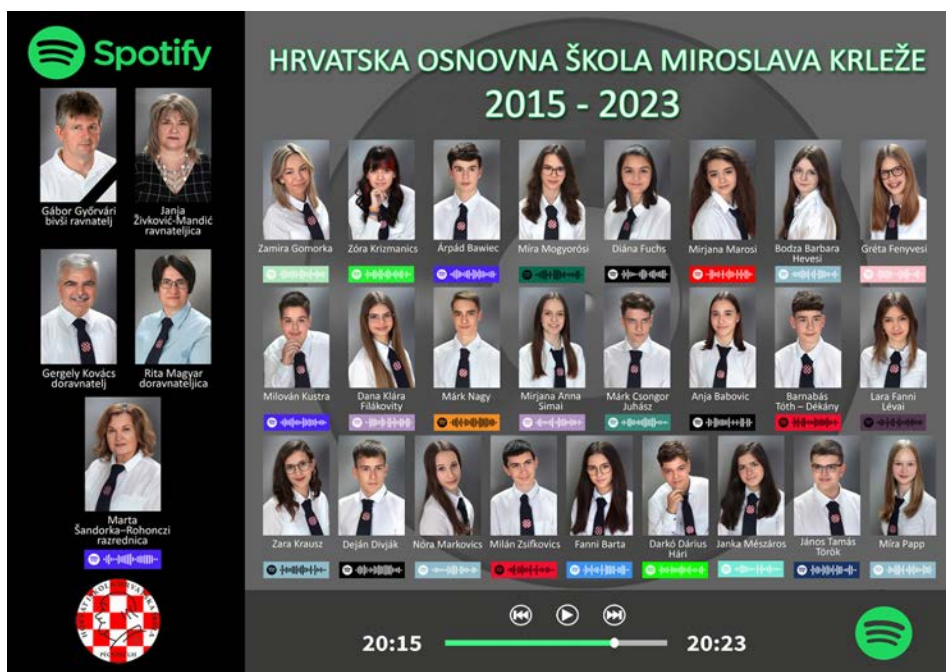 Spotify
HRVATSKA OSNOVNA ŠKOLA MIROSLAVA KRLEŽE
2015 - 2023
Gábor Győrvári
bivši ravnatelj
Janja
Živković-Mandić
ravnateljica
Gergely Kovács
doravnatelj
Rita Magyar
doravnateljica
Marta
Šandorka–Rohonczi
razrednica
Zamira Gomorka
Zóra Krizmanics
Árpád Bawiec
Míra Mogyorósi
Diána Fuchs
Mirjana Marosi
Bodza Barbara
Hevesi
Gréta Fenyvesi
Milován Kustra
Dana Klára
Filákovity
Márk Nagy
Mirjana Anna
Simai
Márk Csongor
Juhász
Anja Babovic
Barnabás
Tóth – Dékány
Lara Fanni
Lévai
Zara Krausz
Deján Divják
Nóra Markovics
Milán Zsifkovics
Fanni Barta
Darkó Dárius
Hári
Janka Mészáros
János Tamás
Török
Míra Papp
20:15
20:23